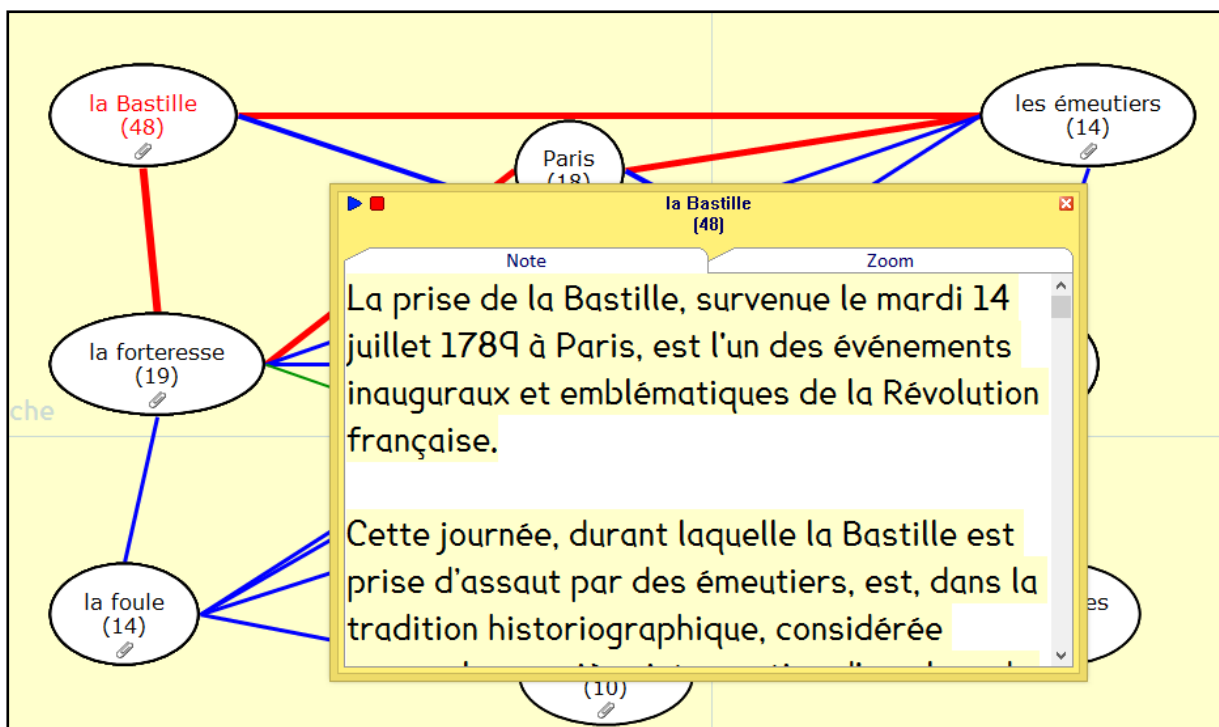 la Bastille
(48)
Paris
(18)
les émeutiers
(14)
la forteresse
(19)
che
la foule
(14)
la Bastille
(48)
Note
Zoom
La prise de la Bastille, survenue le mardi 14
juillet 1789 à Paris, est l'un des événements
inauguraux et emblématiques de la Révolution
française.
Cette journée, durant laquelle la Bastille est
prise d'assaut par des émeutiers, est, dans la
tradition historiographique, considérée
es
(10)